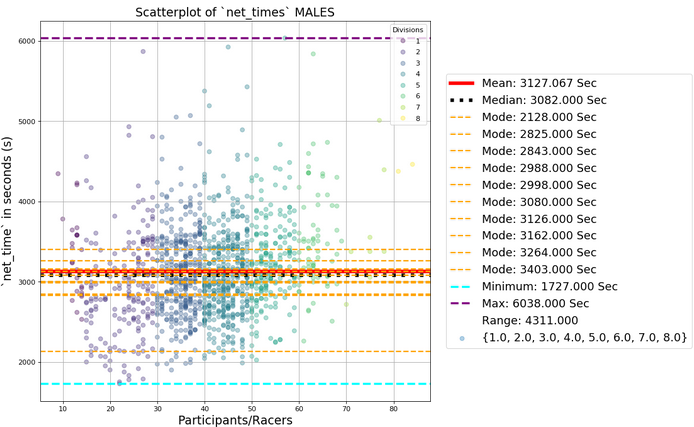 Scatterplot of `net_times` MALES
`net_time` in seconds (s)
6000
5000
4000
3000
2000
10
20
30
40
50
60
70
80
Participants/Racers
Divisions
1
2
3
4
5
6
7
8
Mean: 3127.067 Sec
Median: 3082.000 Sec
Mode: 2128.000 Sec
Mode: 2825.000 Sec
Mode: 2843.000 Sec
Mode: 2988.000 Sec
Mode: 2998.000 Sec
Mode: 3080.000 Sec
Mode: 3126.000 Sec
Mode: 3162.000 Sec
Mode: 3264.000 Sec
Mode: 3403.000 Sec
Minimum: 1727.000 Sec
Max: 6038.000 Sec
Range: 4311.000
{1.0, 2.0, 3.0, 4.0, 5.0, 6.0, 7.0, 8.0}